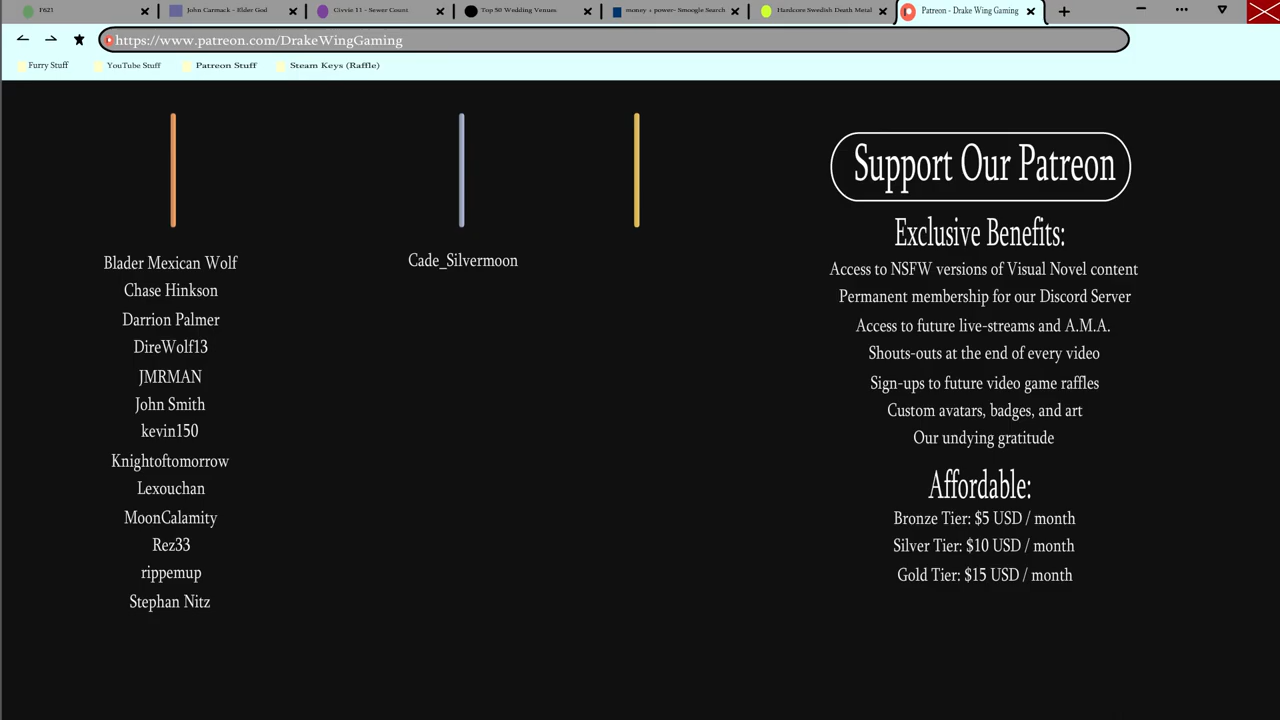 F621
John Carmack - Elder God
Civvie 11 - Sewer Count
Top 50 Wedding Venues
money + power- Smoogle Search
Hardcore Swedish Death Metal
Patreon - Drake Wing Gaming
https://www.patreon.com/DrakeWingGaming
Furry Stuff
YouTube Stuff
Patreon Stuff
Steam Keys (Raffle)
Blader Mexican Wolf
Chase Hinkson
Darrion Palmer
DireWolf13
JMRMAN
John Smith
kevin150
Knightoftomorrow
Lexouchan
MoonCalamity
Rez33
rippemup
Stephan Nitz
Cade_Silvermoon
Support Our Patreon
Exclusive Benefits:
Access to NSFW versions of Visual Novel content
Permanent membership for our Discord Server
Access to future live-streams and A.M.A.
Shouts-outs at the end of every video
Sign-ups to future video game raffles
Custom avatars, badges, and art
Our undying gratitude
Affordable:
Bronze Tier: $5 USD / month
Silver Tier: $10 USD / month
Gold Tier: $15 USD / month